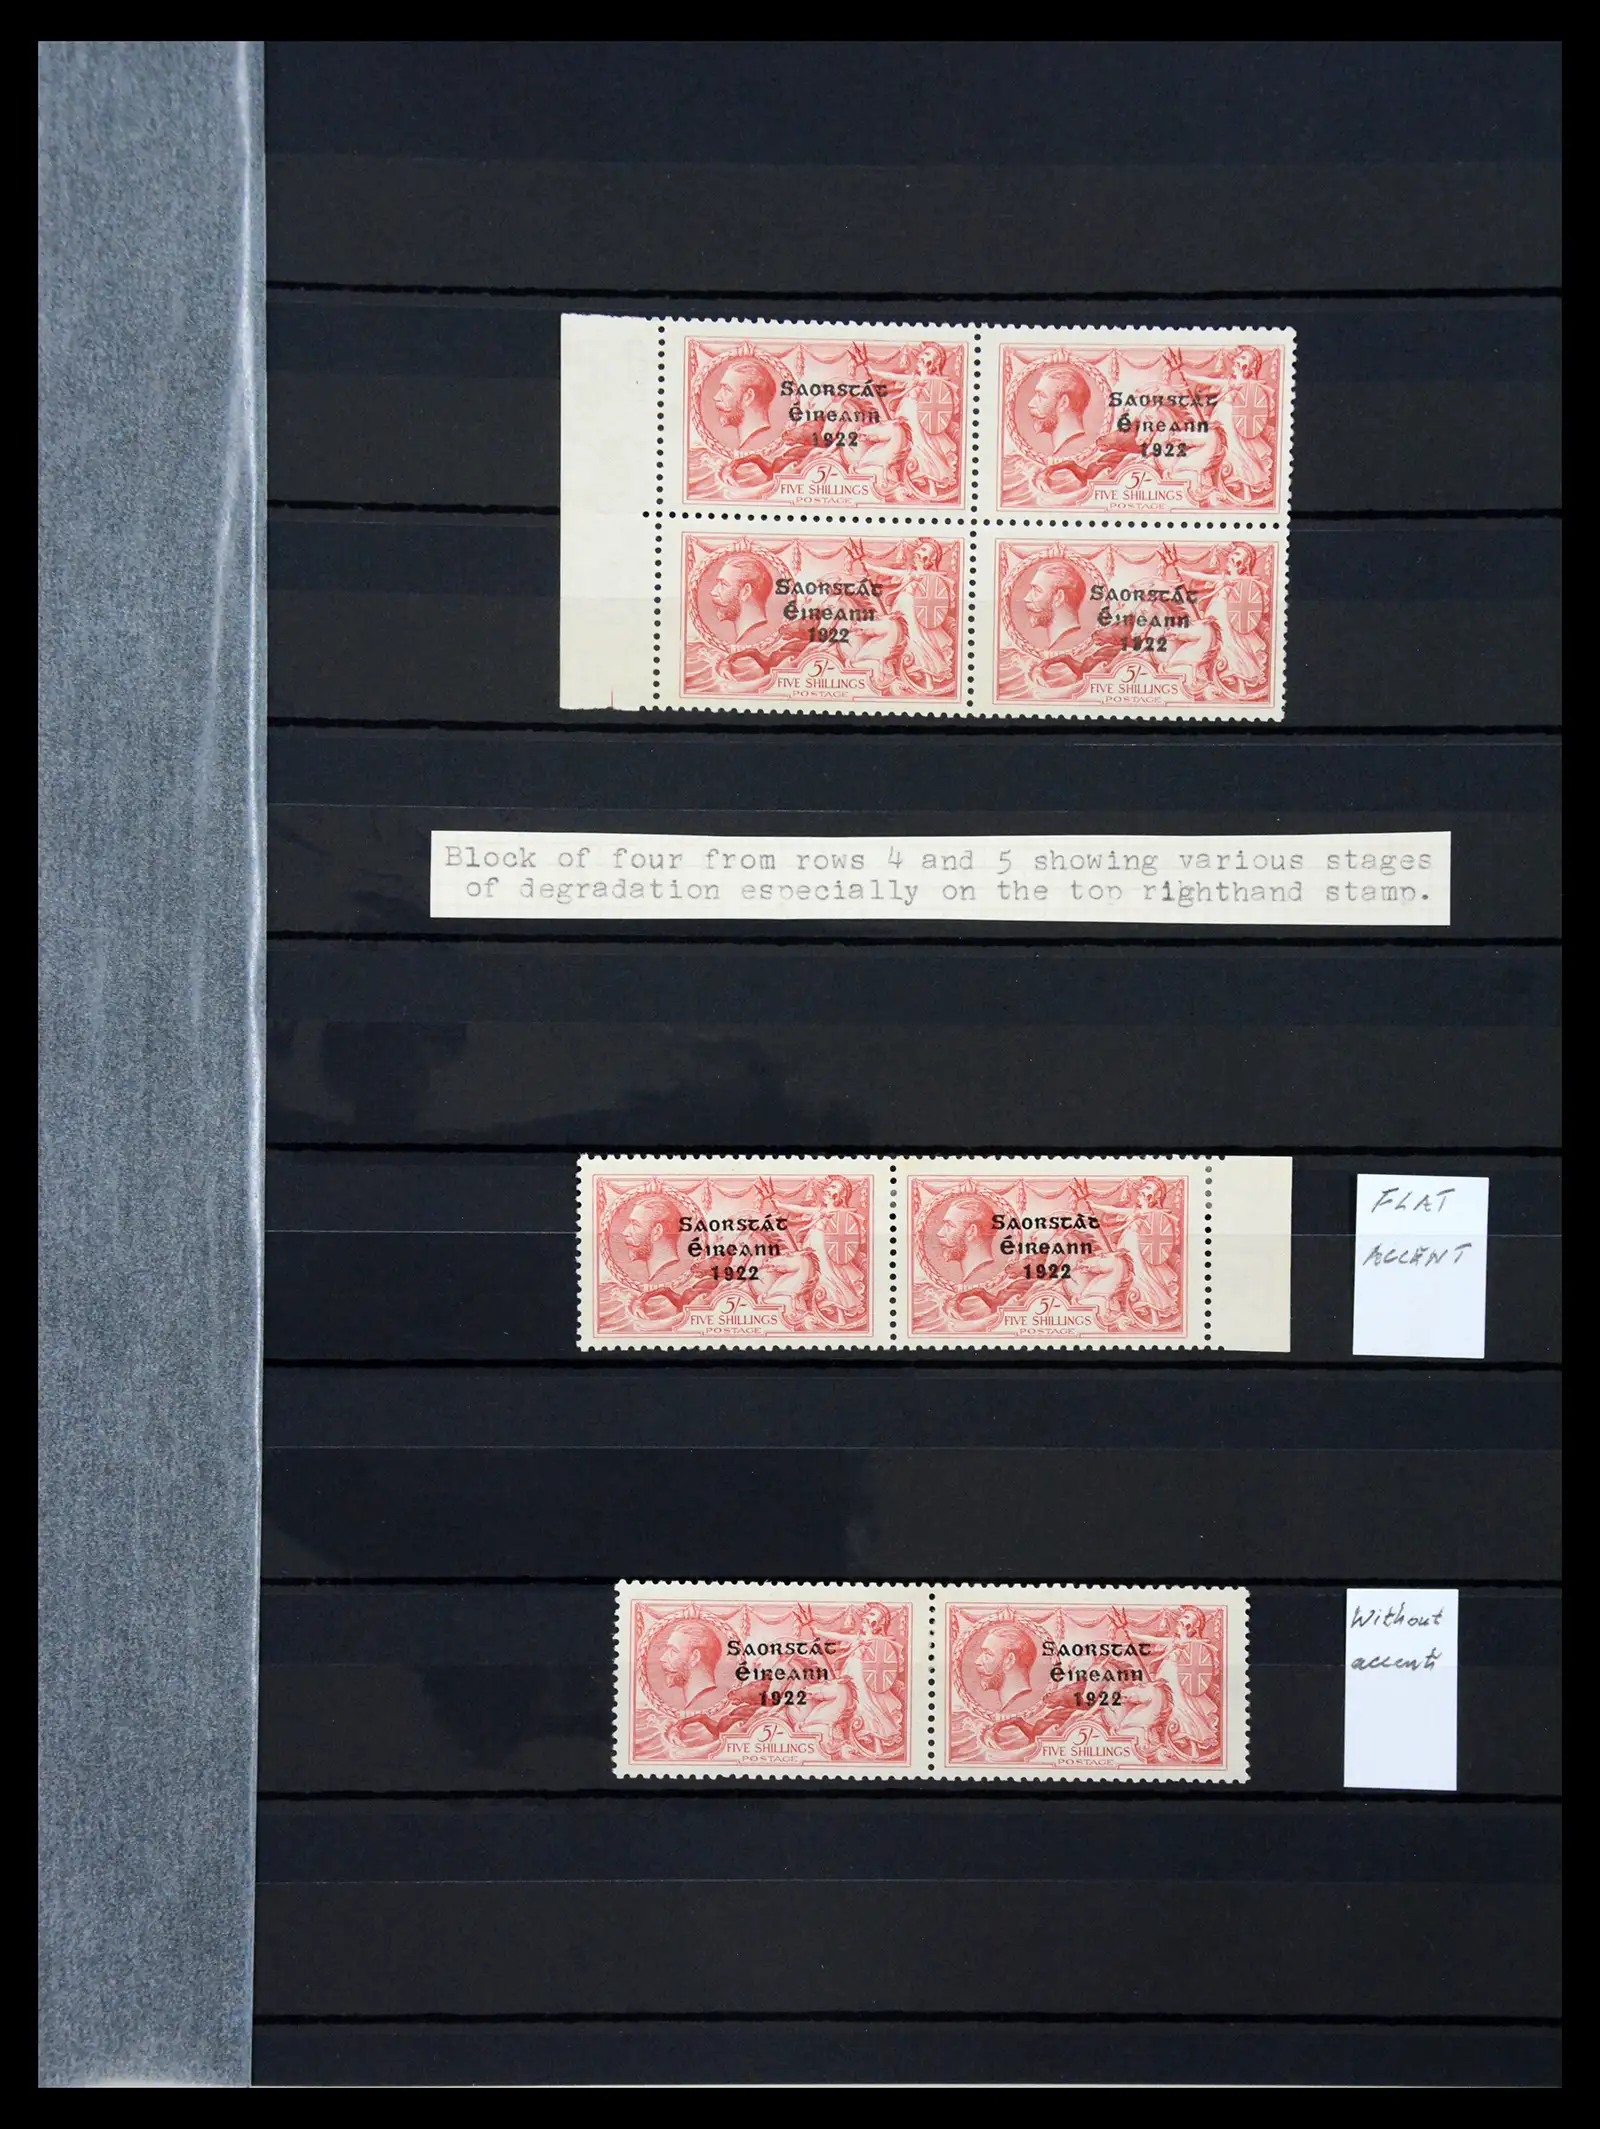 Saorstát
Éireann
1922
5/-
FIVE SHILLINGS
POSTAGE
Saorstát
Éireann
1922
5/-
FIVE SHILLINGS
POSTAGE
Saorstát
Éireann
1922
5/-
FIVE SHILLINGS
POSTAGE
Saorstát
Éireann
1922
5/-
FIVE SHILLINGS
POSTAGE
Block of four from rows 4 and 5 showing various stages
of degradation especially on the top righthand stamp.
Saorstát
Éireann
1922
5/-
FIVE SHILLINGS
POSTAGE
Saorstát
Éireann
1922
5/-
FIVE SHILLINGS
POSTAGE
FLAT
ACCENT
Saorstát
Éireann
1922
5/-
FIVE SHILLINGS
POSTAGE
Saorstat
Éireann
1922
5/-
FIVE SHILLINGS
POSTAGE
Without
accent